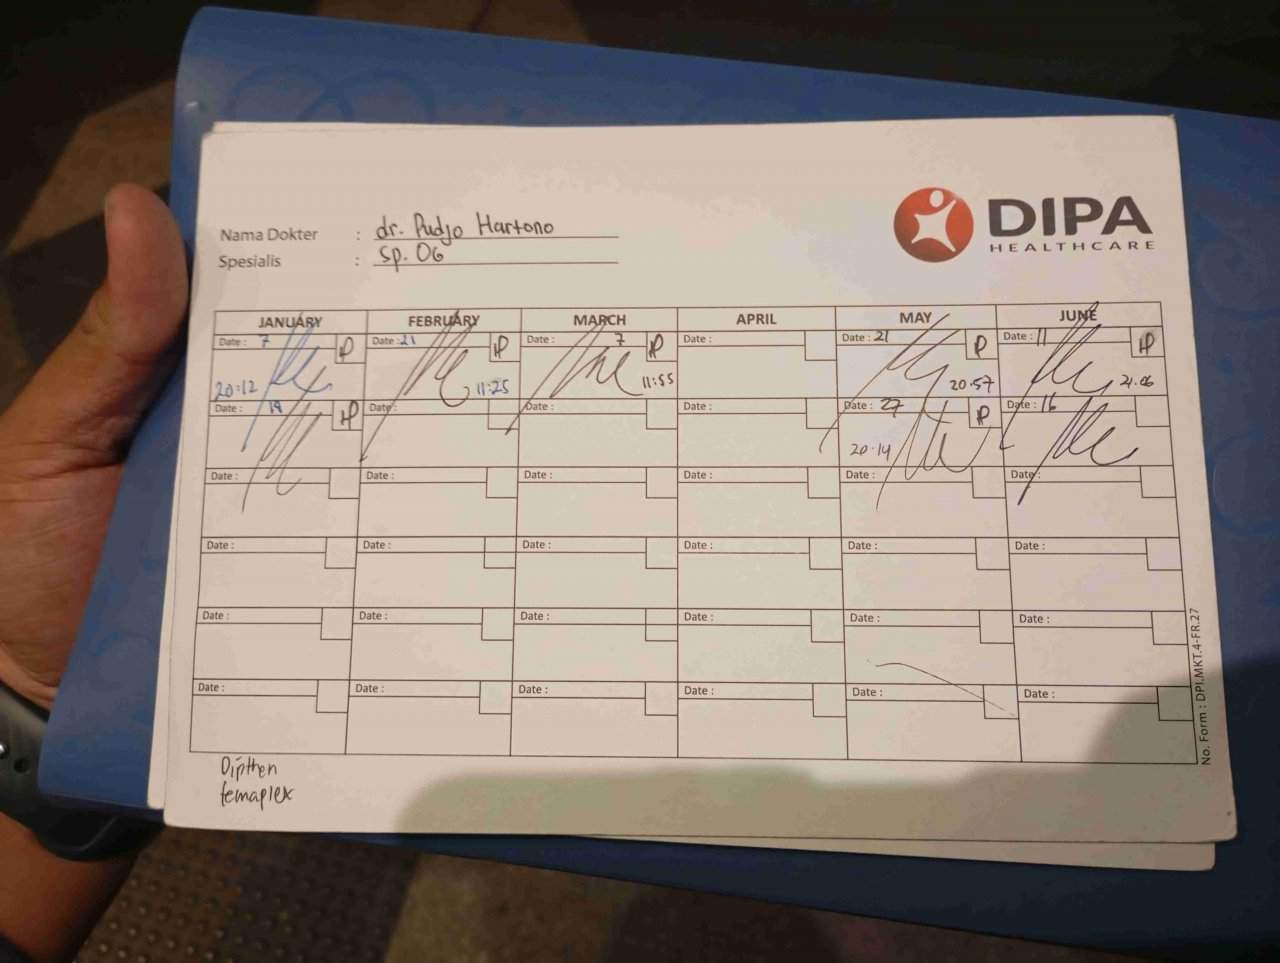 DIPA
HEALTHCARE
Nama Dokter : dr. Pudjo Hartono
Spesialis : Sp. OG
JANUARY FEBRUARY MARCH APRIL MAY JUNE
Date : 7 Date : 21 Date : 7 Date : Date : 21 Date : 11
20:12 11:25 11:55 20.57 21.06
Date : 19 Date : Date : Date : Date : 27 Date : 16
20.14
Date : Date : Date : Date : Date : Date :
Date : Date : Date : Date : Date : Date :
Date : Date : Date : Date : Date : Date :
Date : Date : Date : Date : Date : Date :
Dipthen
femaplex
No. Form : DPI.MKT.4-FR.27